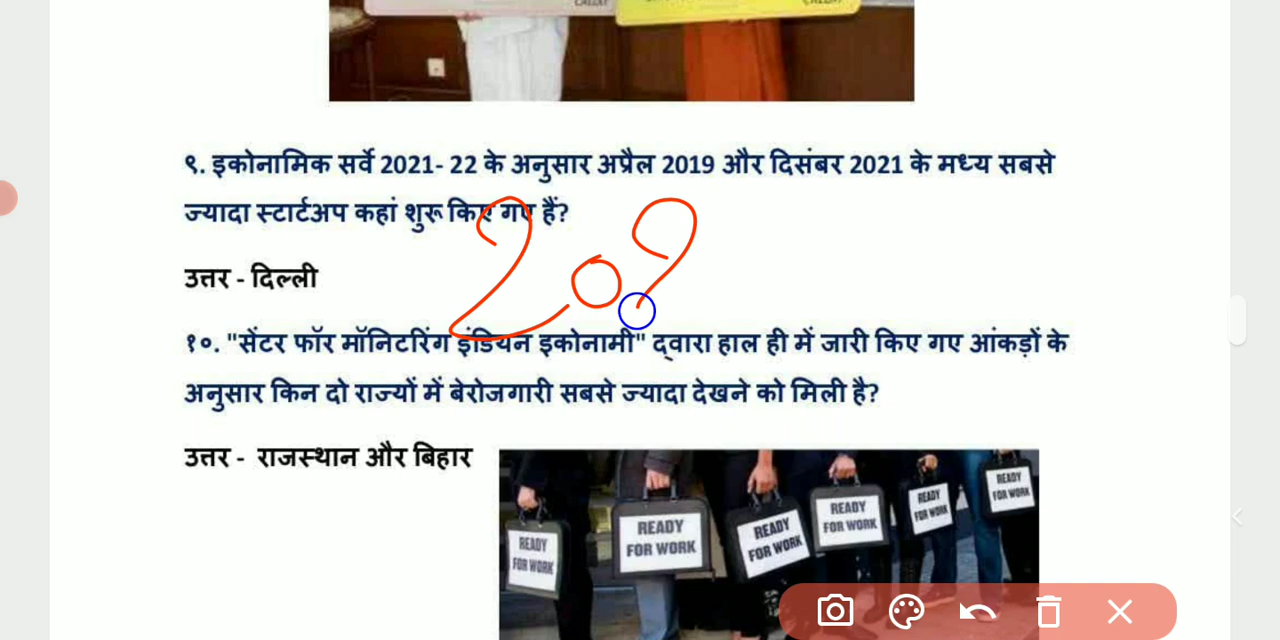 CREDIT
९. इकोनामिक सर्वे 2021- 22 के अनुसार अप्रैल 2019 और दिसंबर 2021 के मध्य सबसे
ज्यादा स्टार्टअप कहां शुरू किए गए हैं?
उत्तर - दिल्ली
१०. "सेंटर फॉर मॉनिटरिंग इंडियन इकोनामी" द्वारा हाल ही में जारी किए गए आंकड़ों के
अनुसार किन दो राज्यों में बेरोजगारी सबसे ज्यादा देखने को मिली है?
उत्तर - राजस्थान और बिहार
READY
FOR WORK
READY
FOR WORK
READY
FOR WORK
READY
FOR WORK
READY
FOR WORK
READY
FOR WORK